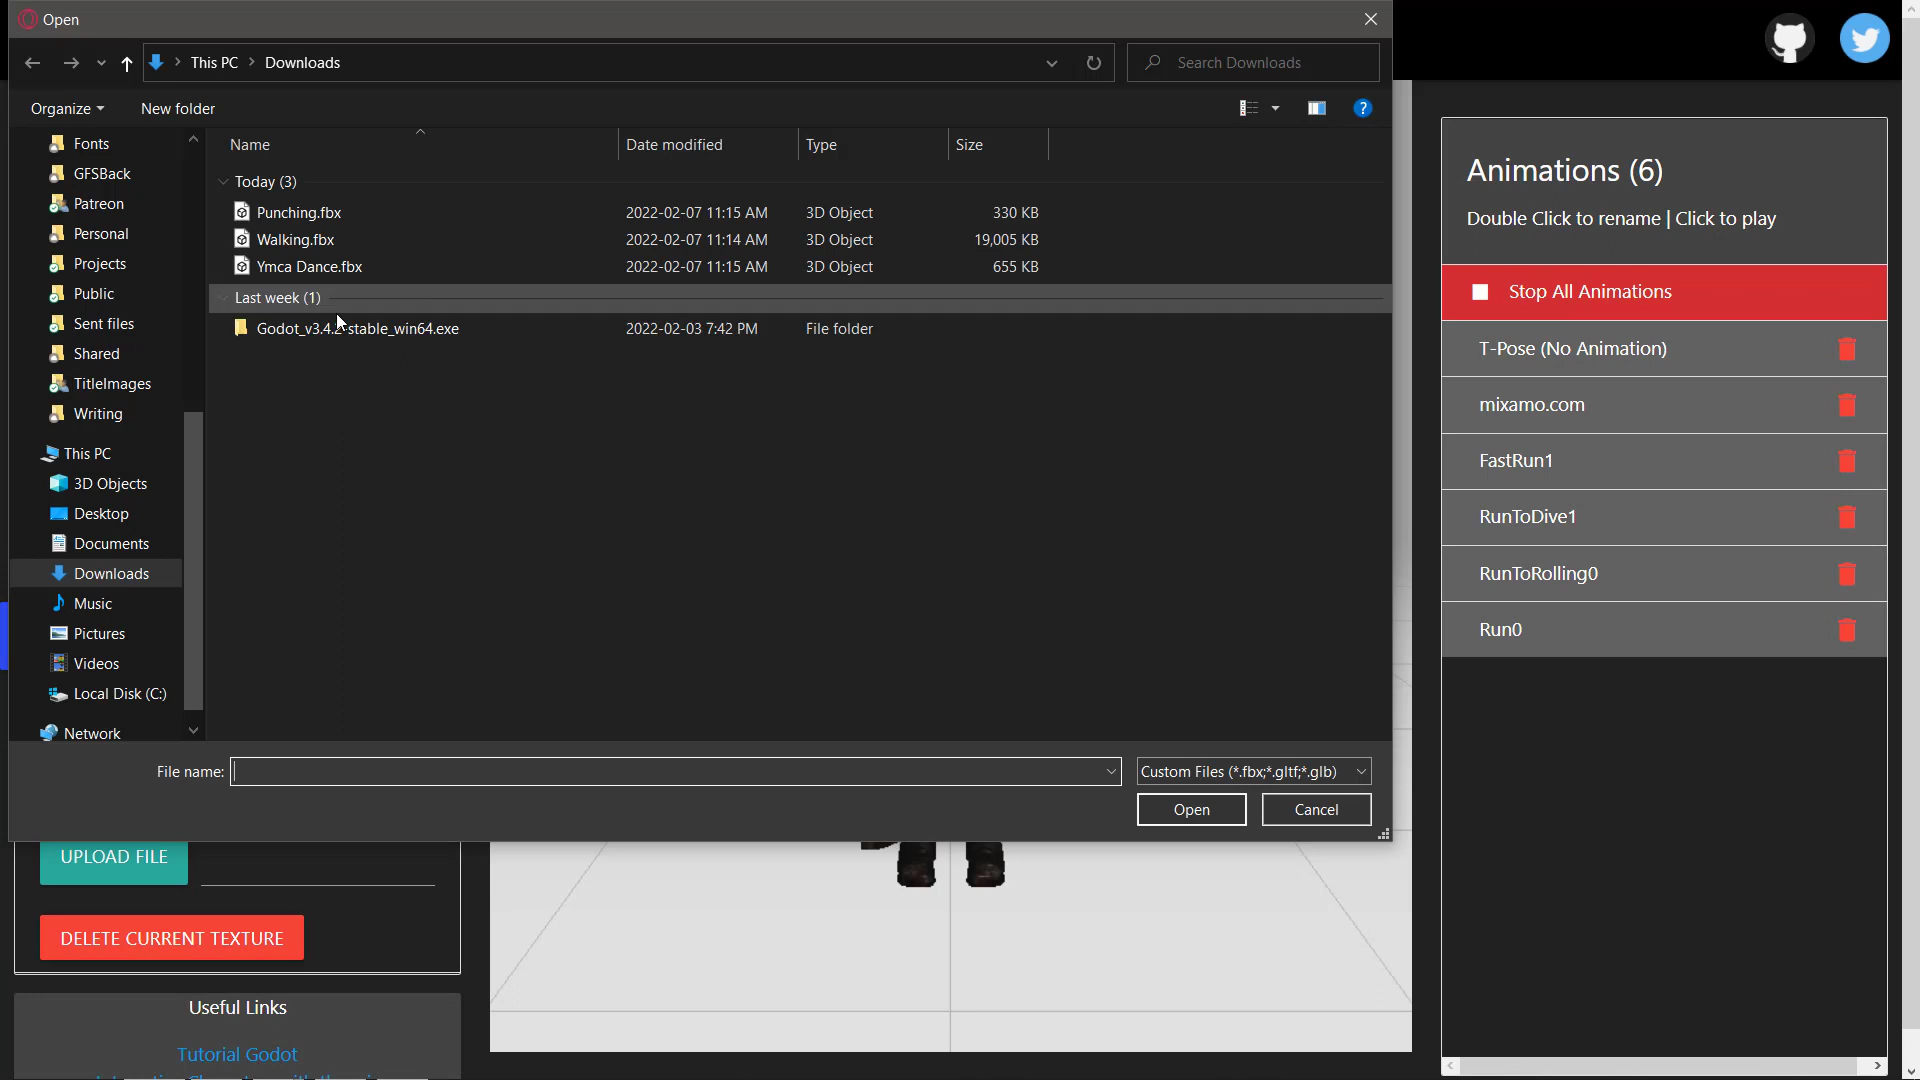 Open
This PC > Downloads
Search Downloads
Organize
New folder
Name
Date modified
Type
Size
Fonts
GFSBack
Patreon
Personal
Projects
Public
Sent files
Shared
TitleImages
Writing
This PC
3D Objects
Desktop
Documents
Downloads
Music
Pictures
Videos
Local Disk (C:)
Network
Today (3)
Punching.fbx 2022-02-07 11:15 AM 3D Object 330 KB
Walking.fbx 2022-02-07 11:14 AM 3D Object 19,005 KB
Ymca Dance.fbx 2022-02-07 11:15 AM 3D Object 655 KB
Last week (1)
Godot_v3.4.2-stable_win64.exe 2022-02-03 7:42 PM File folder
File name:
Custom Files (*.fbx;*.gltf;*.glb)
Open
Cancel
UPLOAD FILE
DELETE CURRENT TEXTURE
Useful Links
Tutorial Godot
Animations (6)
Double Click to rename | Click to play
Stop All Animations
T-Pose (No Animation)
mixamo.com
FastRun1
RunToDive1
RunToRolling0
Run0